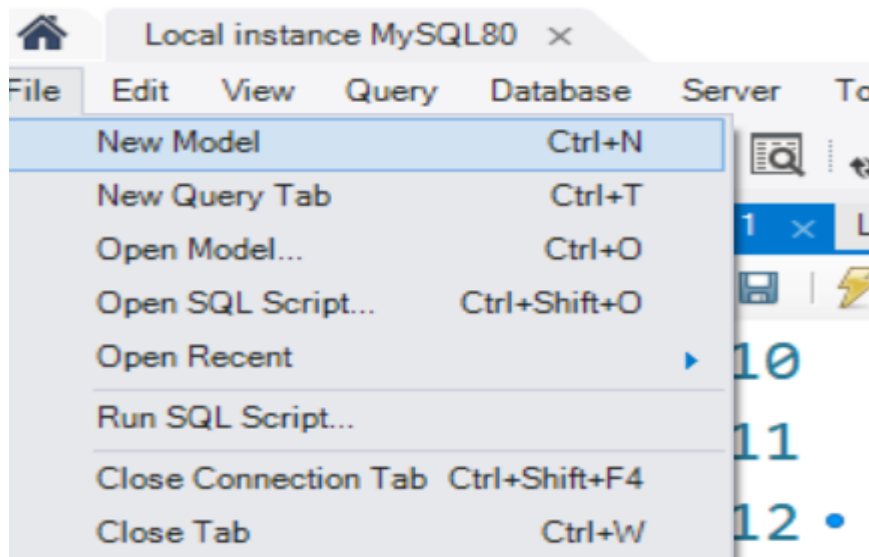 Local instance MySQL80
File Edit View Query Database Server To
New Model Ctrl+N
New Query Tab Ctrl+T
1 L
Open Model... Ctrl+O
Open SQL Script... Ctrl+Shift+O
Open Recent
10
Run SQL Script...
11
Close Connection Tab Ctrl+Shift+F4
Close Tab Ctrl+W
12